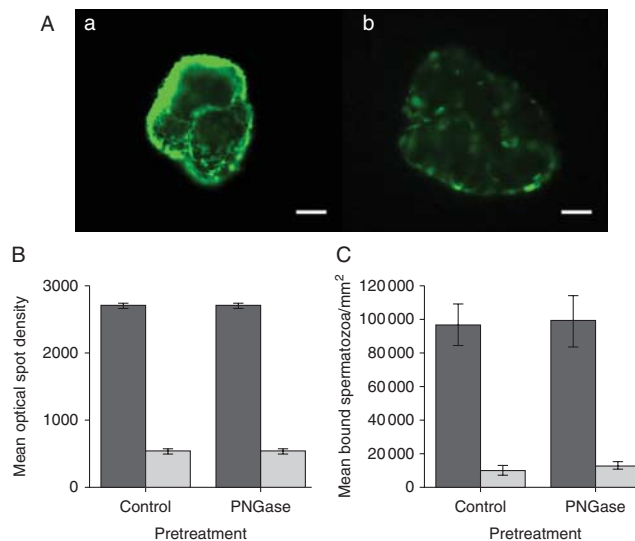 A
a
b
B
Mean optical spot density
3000
2000
1000
0
Control
PNGase
Pretreatment
C
Mean bound spermatozoa/mm²
120 000
100 000
80 000
60 000
40 000
20 000
0
Control
PNGase
Pretreatment